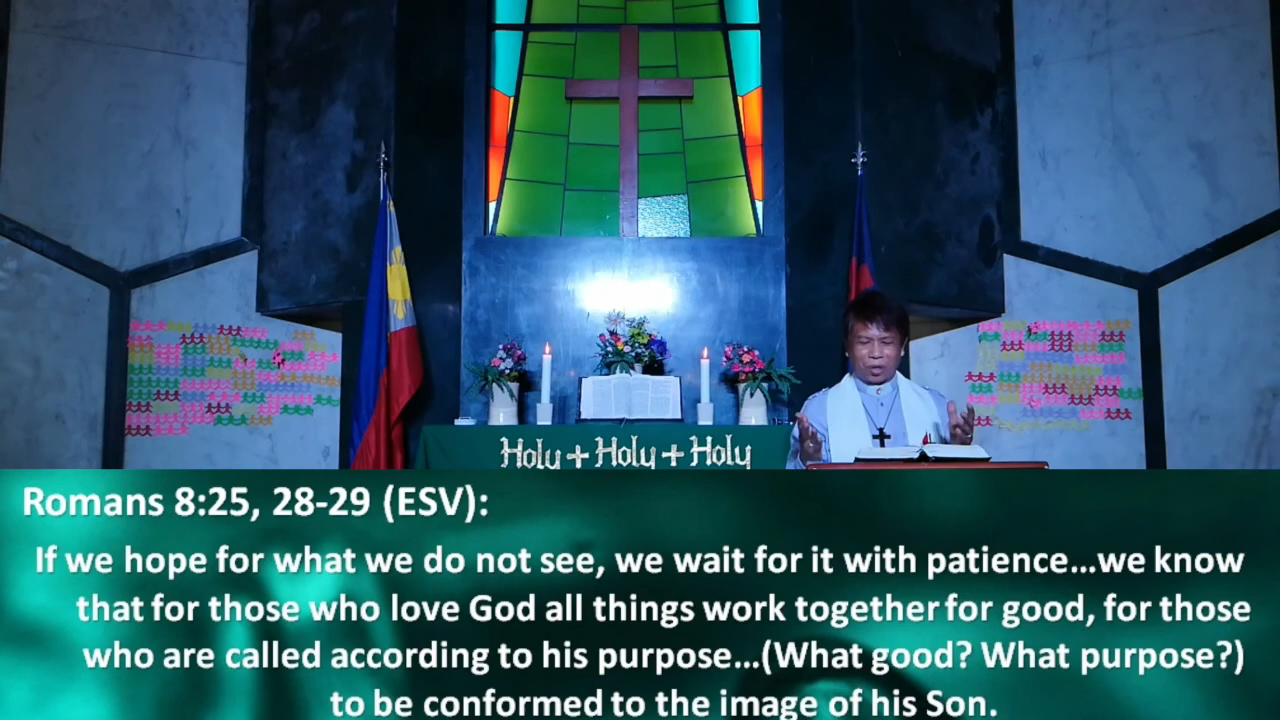 Holy + Holy + Holy
Romans 8:25, 28-29 (ESV):
If we hope for what we do not see, we wait for it with patience...we know
that for those who love God all things work together for good, for those
who are called according to his purpose...(What good? What purpose?)
to be conformed to the image of his Son.